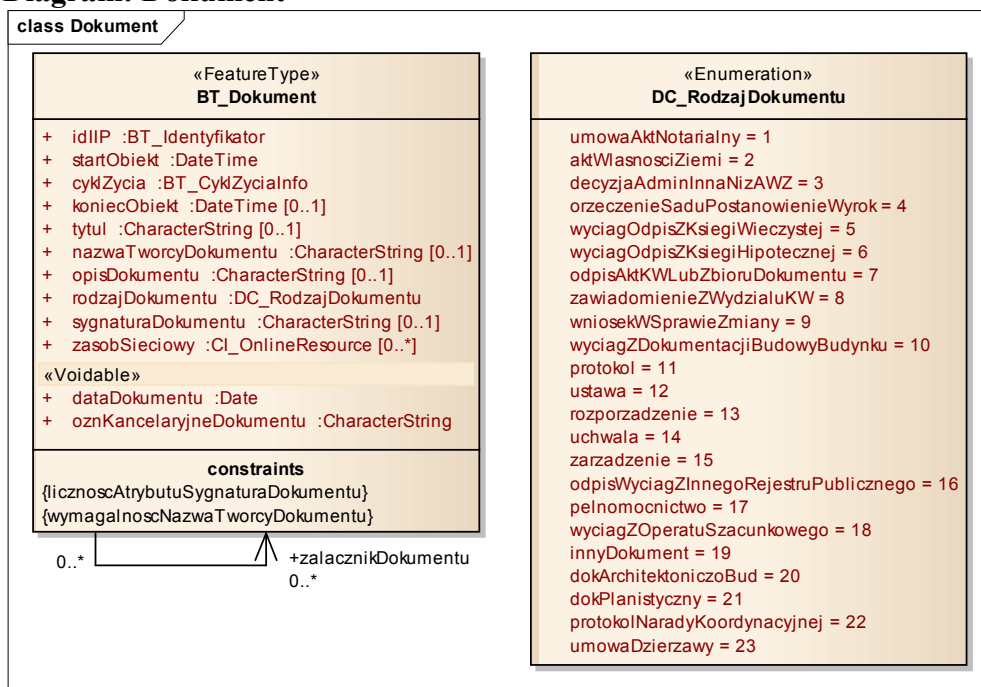 class Dokument
«FeatureType»
BT_Dokument
+ idIIP :BT_Identyfikator
+ startObiekt :DateTime
+ cyklZycia :BT_CyklZyciaInfo
+ koniecObiekt :DateTime [0..1]
+ tytul :CharacterString [0..1]
+ nazwaTworcyDokumentu :CharacterString [0..1]
+ opisDokumentu :CharacterString [0..1]
+ rodzajDokumentu :DC_RodzajDokumentu
+ sygnaturaDokumentu :CharacterString [0..1]
+ zasobSieciowy :CI_OnlineResource [0..*]
«Voidable»
+ dataDokumentu :Date
+ oznKancelaryjneDokumentu :CharacterString
constraints
{licznoscAtrybutuSygnaturaDokumentu}
{wymagalnoscNazwaTworcyDokumentu}
0..*
+zalacznikDokumentu
0..*
«Enumeration»
DC_RodzajDokumentu
umowaAktNotarialny = 1
aktWlasnosciZiemi = 2
decyzjaAdminInnaNizAWZ = 3
orzeczenieSaduPostanowienieWyrok = 4
wyciagOdpisZKsiegiWieczystej = 5
wyciagOdpisZKsiegiHipotecznej = 6
odpisAktKWLubZbioruDokumentu = 7
zawiadomienieZWydzialuKW = 8
wniosekWSprawieZmiany = 9
wyciagZDokumentacjiBudowyBudynku = 10
protokol = 11
ustawa = 12
rozporzadzenie = 13
uchwala = 14
zarzadzenie = 15
odpisWyciagZInnegoRejestruPublicznego = 16
pelnomocnictwo = 17
wyciagZOperatuSzacunkowego = 18
innyDokument = 19
dokArchitektoniczoBud = 20
dokPlanistyczny = 21
protokolNaradyKoordynacyjnej = 22
umowaDzierzawy = 23